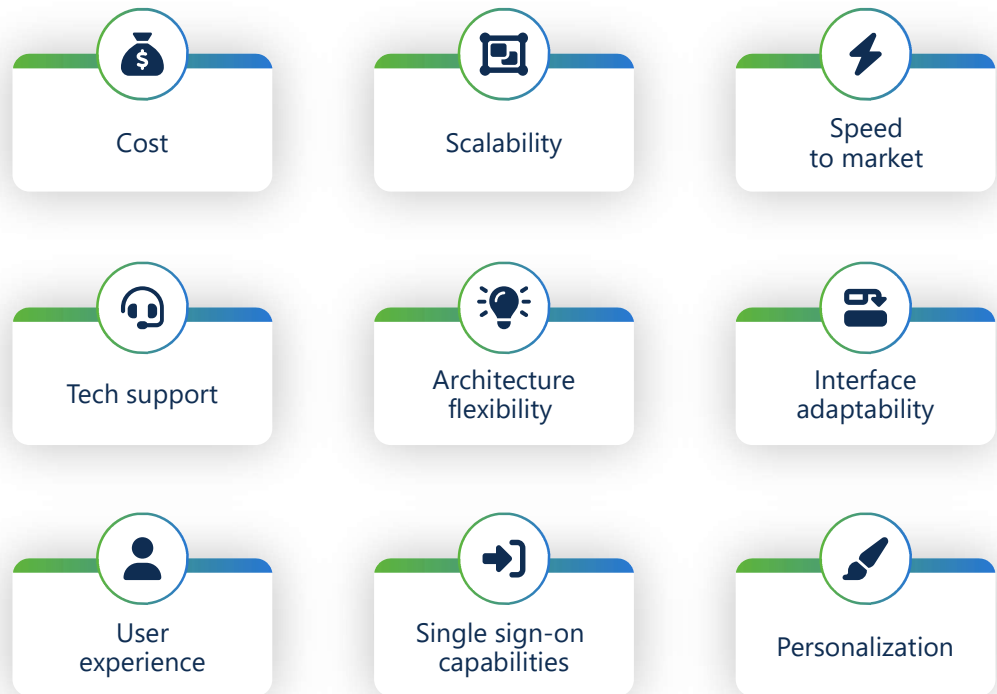 $
Cost
Scalability
Speed
to market
Tech support
Architecture
flexibility
Interface
adaptability
User
experience
Single sign-on
capabilities
Personalization